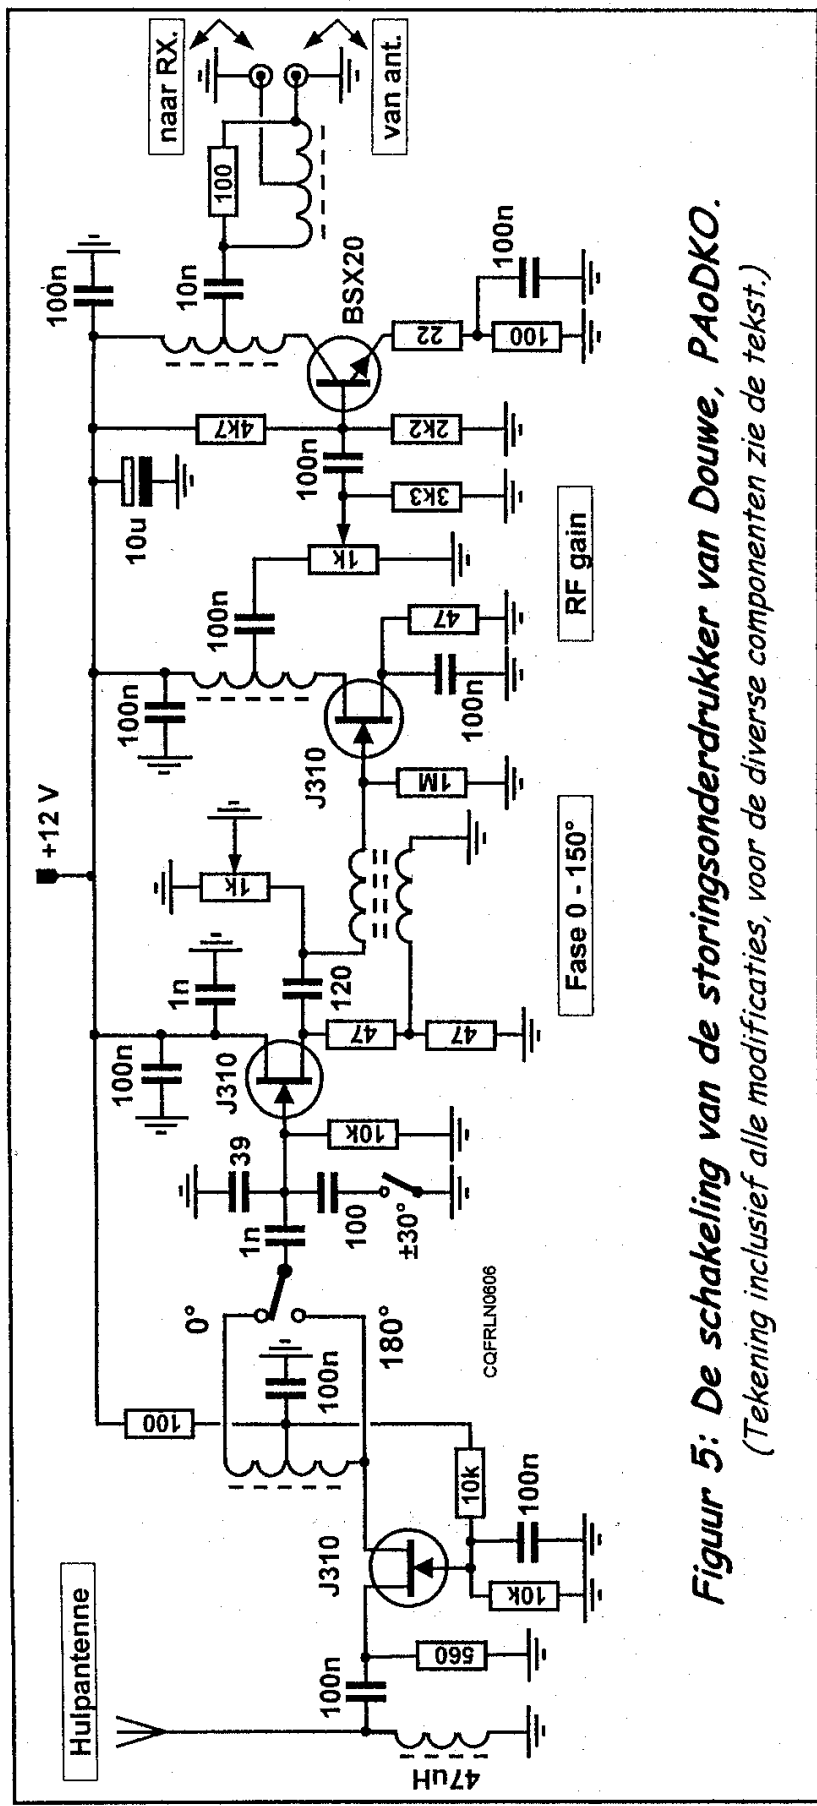 Hulpantenne
47uH
100n
560
J310
10k
100n
10k
100
100n
0°
180°
1n
39
100
±30°
CQFRLN0606
10k
J310
100n
1n
120
47
47
1k
+12 V
Fase 0 - 150°
1M
J310
100n
100n
47
100n
1k
RF gain
10u
3k3
100n
4k7
2k2
BSX20
22
100
100n
100n
10n
100
naar RX.
van ant.
Figuur 5: De schakeling van de storingsonderdrukker van Douwe, PAoDKO.
(Tekening inclusief alle modificaties, voor de diverse componenten zie de tekst.)